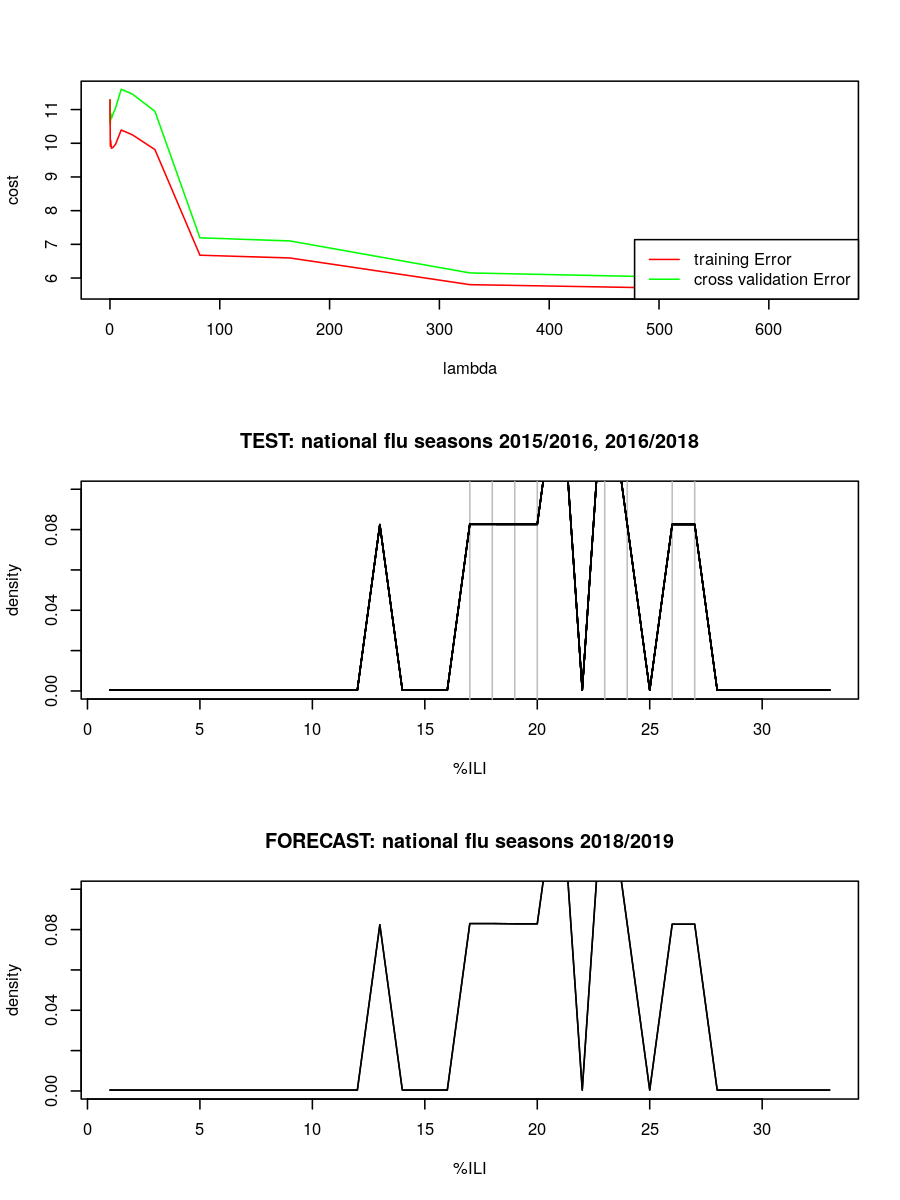 cost
6 7 8 9 10 11
training Error
cross validation Error
0 100 200 300 400 500 600
lambda
TEST: national flu seasons 2015/2016, 2016/2018
density
0.00 0.04 0.08
0 5 10 15 20 25 30
%ILI
FORECAST: national flu seasons 2018/2019
density
0.00 0.04 0.08
0 5 10 15 20 25 30
%ILI